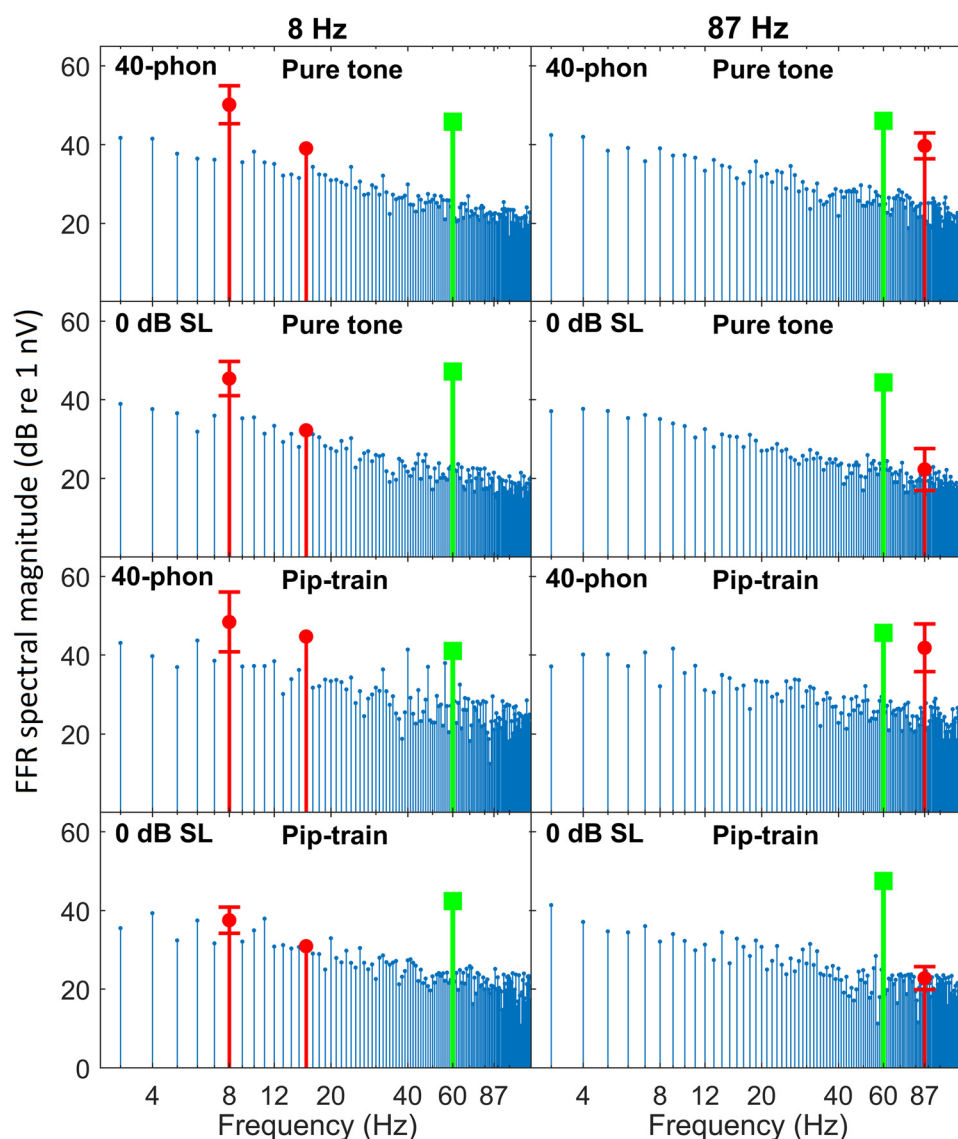 8 Hz
87 Hz
40-phon
Pure tone
40-phon
Pure tone
60
40
20
0 dB SL
Pure tone
0 dB SL
Pure tone
60
40
20
40-phon
Pip-train
40-phon
Pip-train
60
40
20
0 dB SL
Pip-train
0 dB SL
Pip-train
60
40
20
0
FFR spectral magnitude (dB re 1 nV)
4 8 12 20 40 60 87
4 8 12 20 40 60 87
Frequency (Hz)
Frequency (Hz)